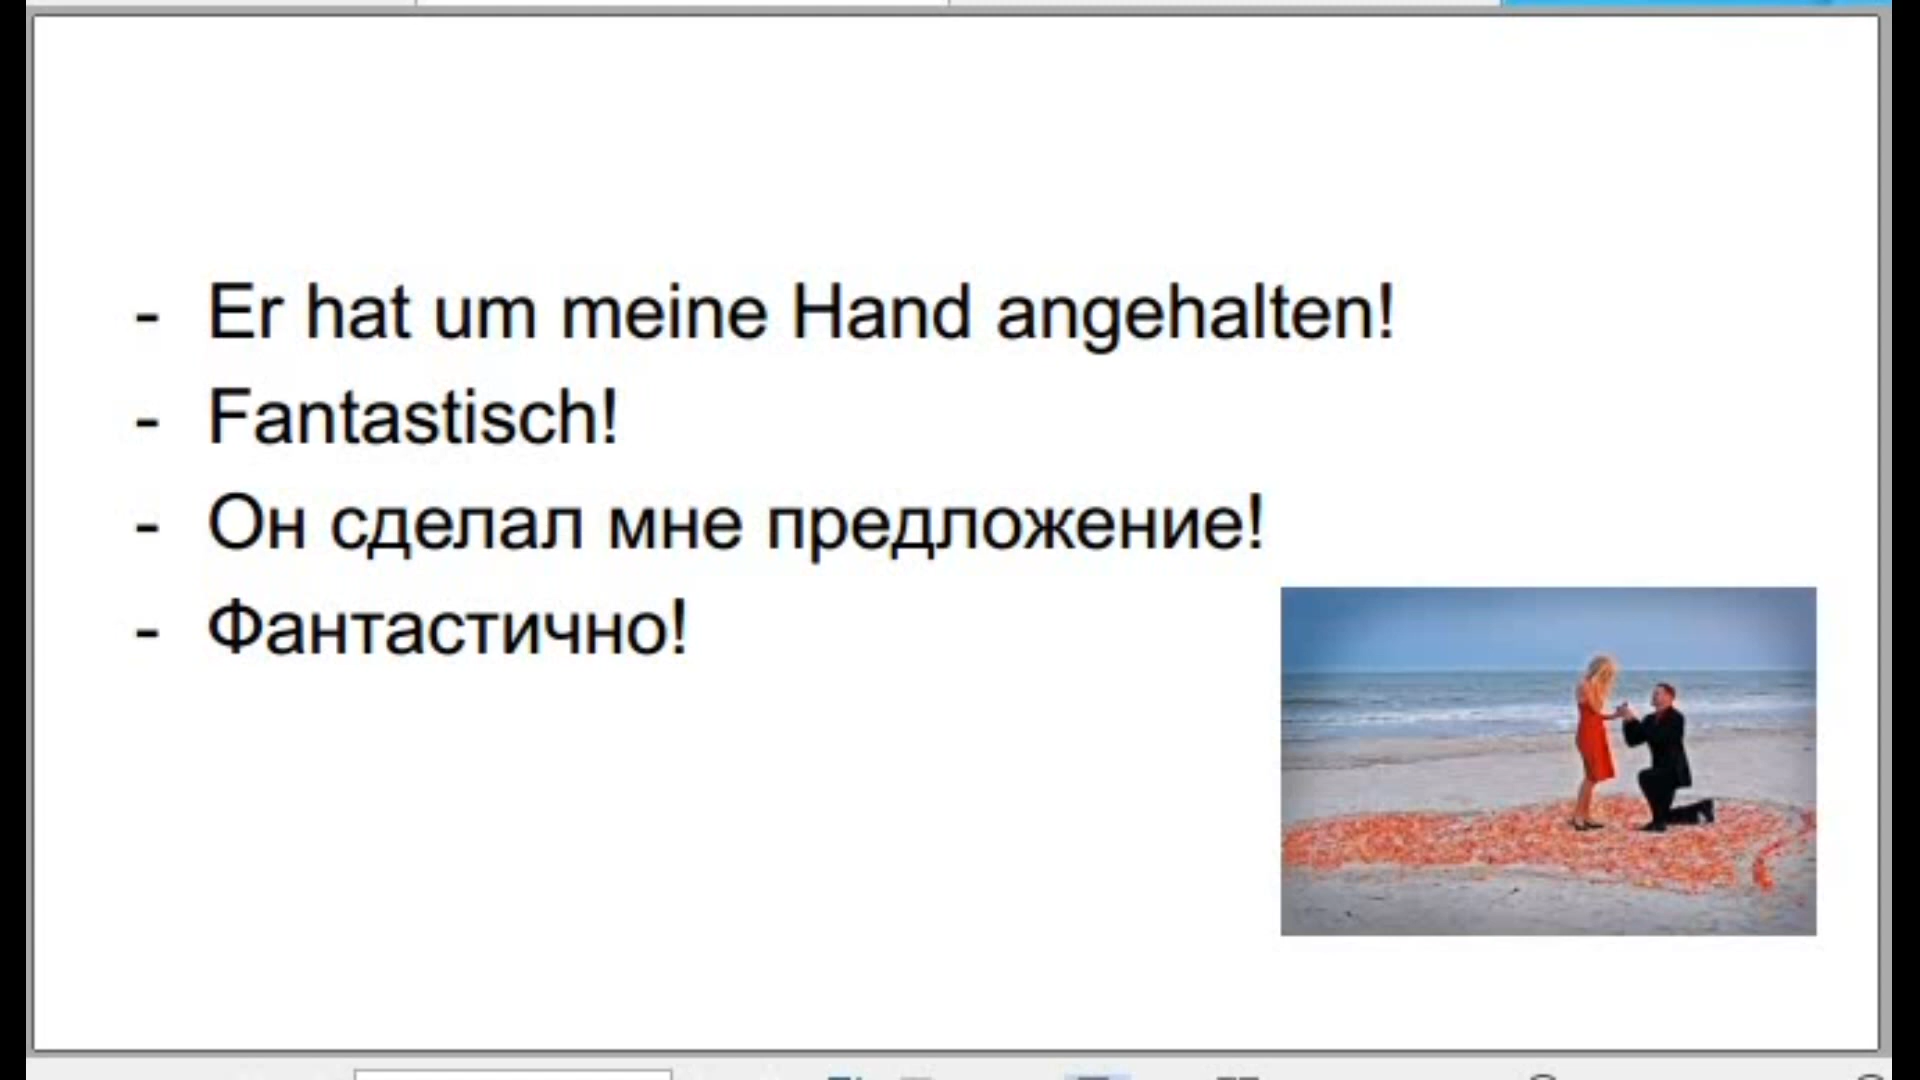 - Er hat um meine Hand angehalten!
- Fantastisch!
- Он сделал мне предложение!
- Фантастично!